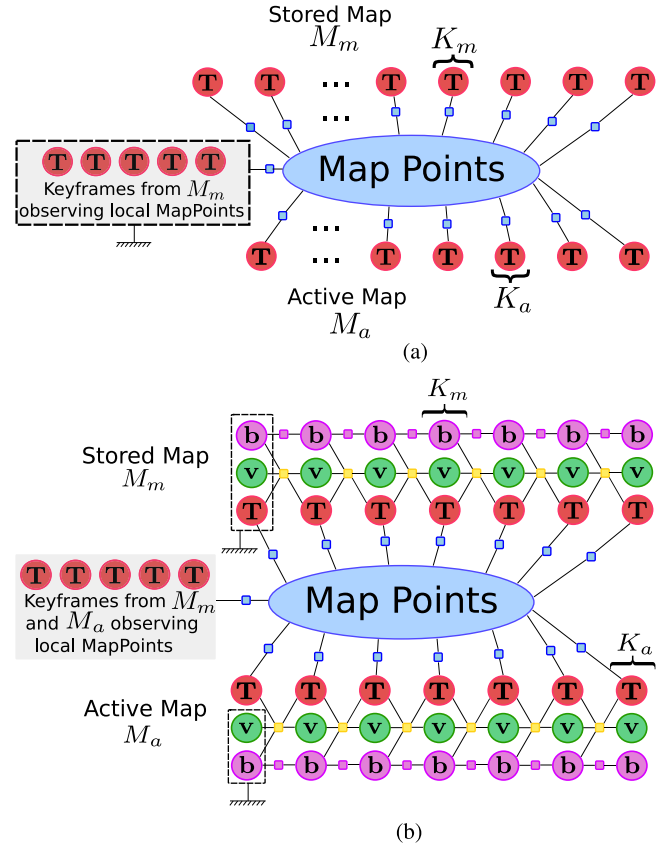 Stored Map
M_m
K_m
T T ... T T T T T
...
T T T T T
Keyframes from M_m
observing local MapPoints
Map Points
...
T T T T T T
...
Active Map
M_a
K_a
(a)
K_m
b b b b b b b
Stored Map
M_m
v v v v v v v
T T T T T T T
T T T T T
Keyframes from M_m
and M_a observing
local MapPoints
Map Points
K_a
T T T T T T T
Active Map
M_a
v v v v v v v
b b b b b b b
(b)